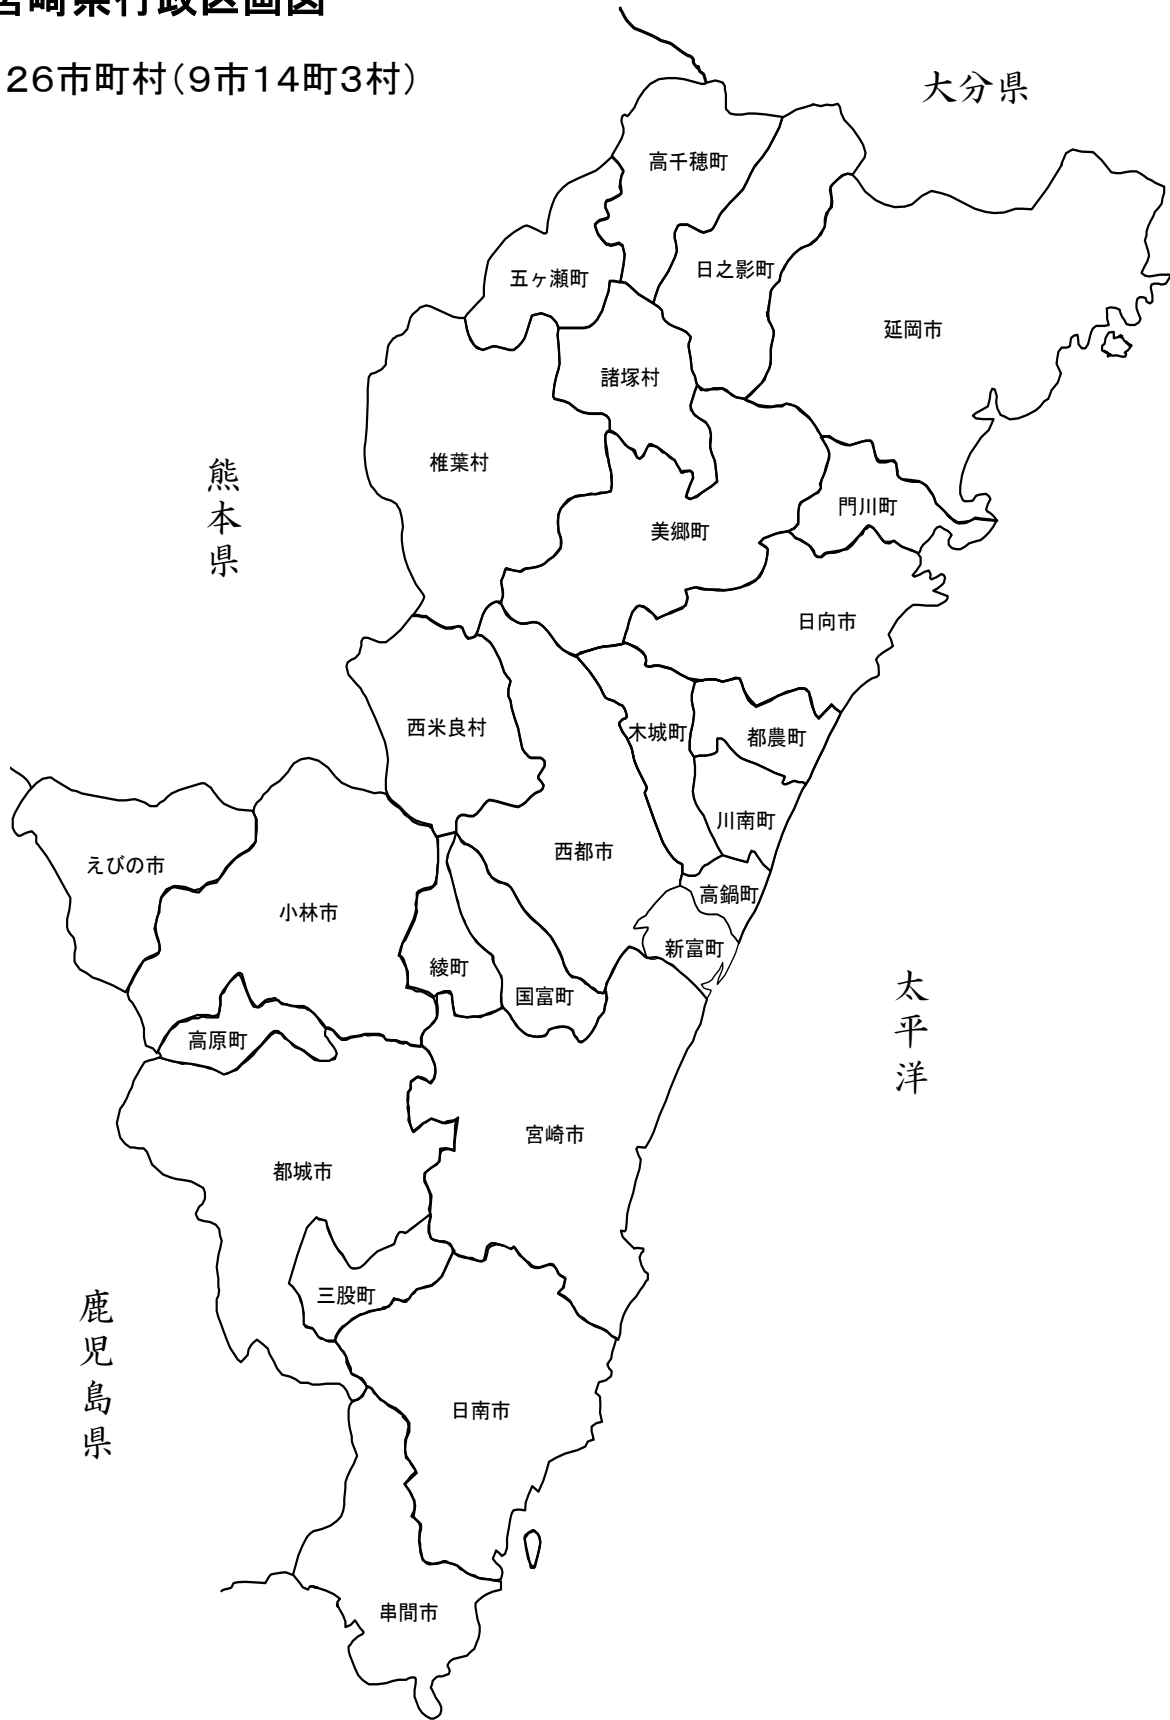 宮崎県行政区画図
26市町村（9市14町3村）
大分県
高千穂町
日之影町
五ヶ瀬町
延岡市
諸塚村
椎葉村
熊本県
門川町
美郷町
日向市
西米良村
木城町
都農町
川南町
西都市
えびの市
高鍋町
小林市
新富町
綾町
国富町
太平洋
高原町
宮崎市
都城市
三股町
鹿児島県
日南市
串間市